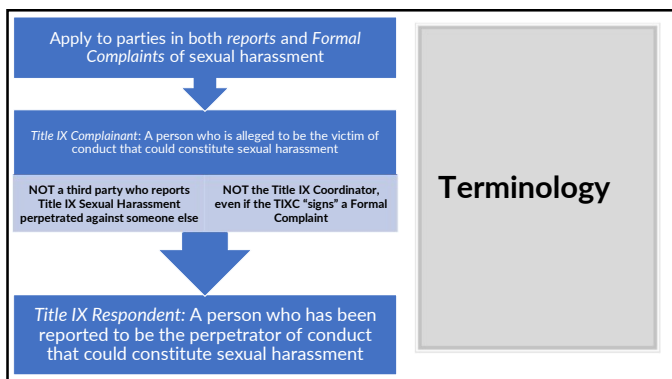 Apply to parties in both reports and Formal
Complaints of sexual harassment
Title IX Complainant: A person who is alleged to be the victim of
conduct that could constitute sexual harassment
NOT a third party who reports
Title IX Sexual Harassment
perpetrated against someone else
NOT the Title IX Coordinator,
even if the TIXC “signs” a Formal
Complaint
Title IX Respondent: A person who has been
reported to be the perpetrator of conduct
that could constitute sexual harassment
Terminology